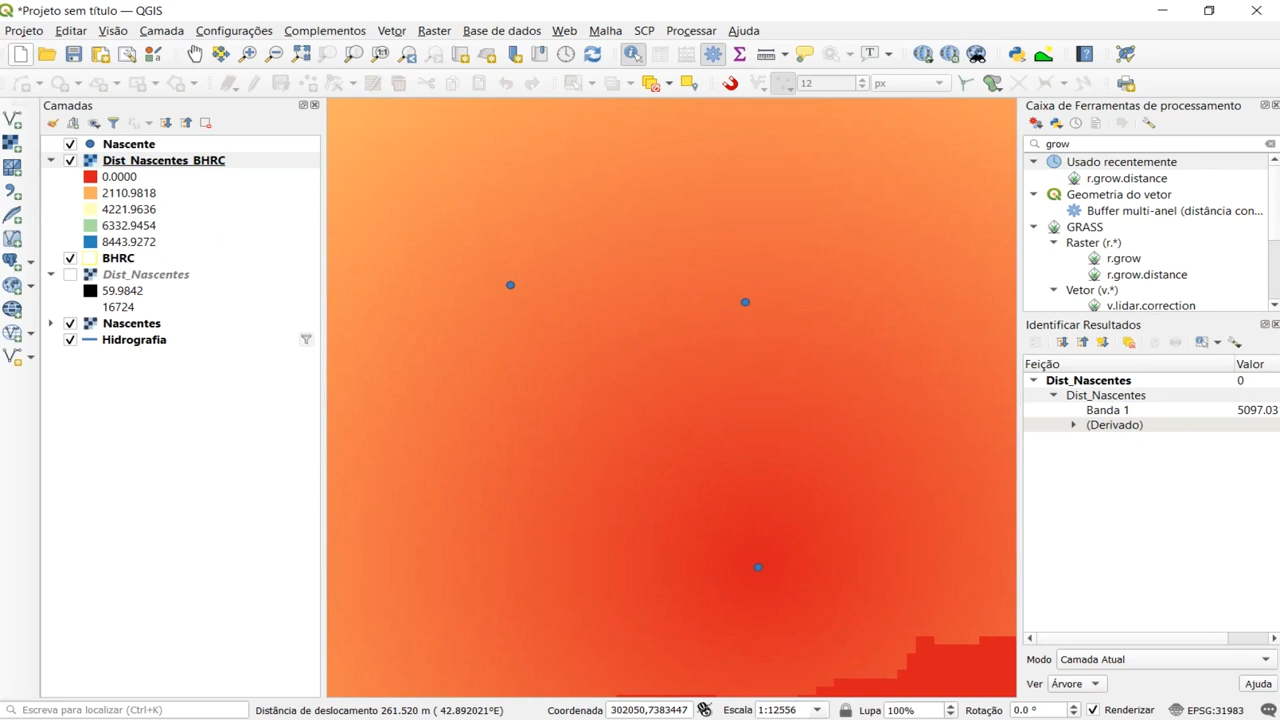 *Projeto sem título — QGIS
Projeto Editar Visão Camada Configurações Complementos Vetor Raster Base de dados Web Malha SCP Processar Ajuda
12 px
Camadas
Nascente
Dist_Nascentes_BHRC
0.0000
2110.9818
4221.9636
6332.9454
8443.9272
BHRC
Dist_Nascentes
59.9842
16724
Nascentes
Hidrografia
Caixa de Ferramentas de processamento
grow
Usado recentemente
r.grow.distance
Geometria do vetor
Buffer multi-anel (distância con...
GRASS
Raster (r.*)
r.grow
r.grow.distance
Vetor (v.*)
v.lidar.correction
Identificar Resultados
Feição Valor
Dist_Nascentes 0
Dist_Nascentes
Banda 1 5097.03
(Derivado)
Modo Camada Atual
Ver Árvore Ajuda
Escreva para localizar (Ctrl+K) Distância de deslocamento 261.520 m ( 42.892021°E) Coordenada 302050,7383447 Escala 1:12556 Lupa 100% Rotação 0.0 ° Renderizar EPSG:31983